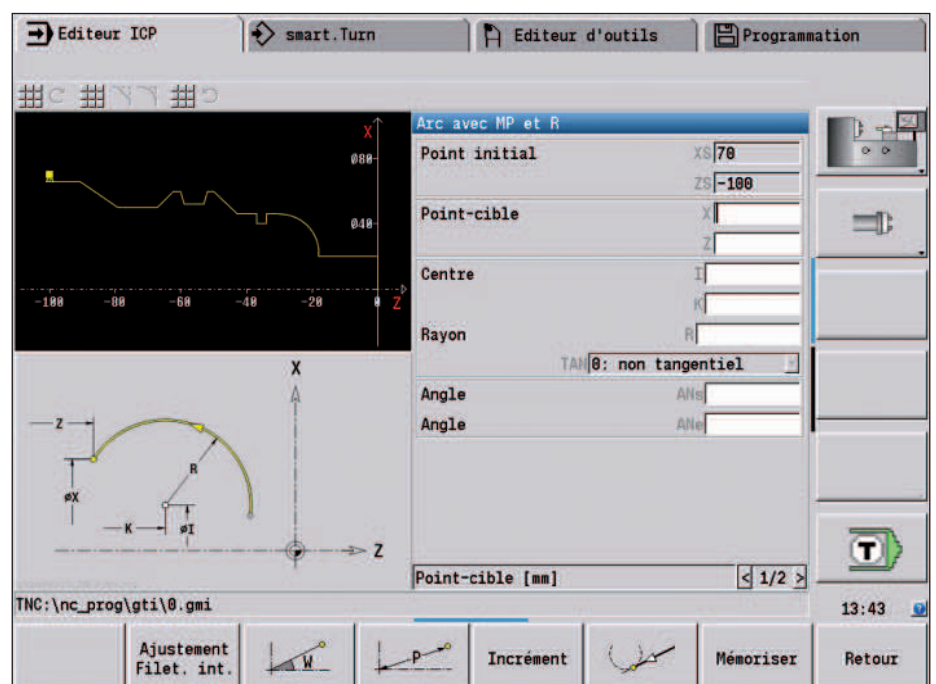 Editeur ICP
smart.Turn
Editeur d'outils
Programmation
X
Ø80
Ø40
-100 -80 -60 -40 -20 0 Z
Arc avec MP et R
Point initial XS 70
ZS -100
Point-cible X
Z
Centre I
K
Rayon R
TAN 0: non tangentiel
Angle ANs
Angle ANe
X
Z
R
øX
K
øI
Z
Point-cible [mm] < 1/2 >
T
TNC:\nc_prog\gti\0.gmi
13:43
Ajustement
Filet. int.
W
P
Incrément
Mémoriser
Retour